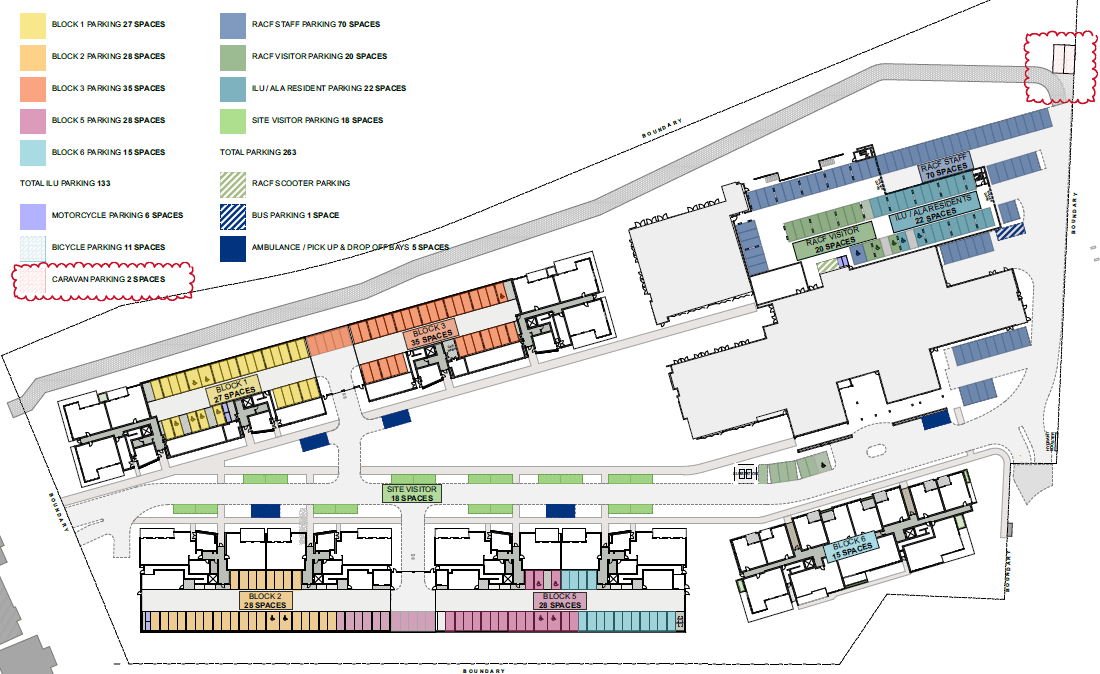 BLOCK 1 PARKING 27 SPACES
BLOCK 2 PARKING 28 SPACES
BLOCK 3 PARKING 35 SPACES
BLOCK 5 PARKING 28 SPACES
BLOCK 6 PARKING 15 SPACES
TOTAL ILU PARKING 133
MOTORCYCLE PARKING 6 SPACES
BICYCLE PARKING 11 SPACES
CARAVAN PARKING 2 SPACES
RACF STAFF PARKING 70 SPACES
RACF VISITOR PARKING 20 SPACES
ILU / ALA RESIDENT PARKING 22 SPACES
SITE VISITOR PARKING 18 SPACES
TOTAL PARKING 263
RACF SCOOTER PARKING
BUS PARKING 1 SPACE
AMBULANCE / PICK UP & DROP OFF BAYS 5 SPACES
BOUNDARY
RACF STAFF
70 SPACES
ILU / ALA RESIDENTS
22 SPACES
RACF VISITOR
20 SPACES
BOUNDARY
BLOCK 3
35 SPACES
BLOCK 1
27 SPACES
SITE VISITOR
18 SPACES
BOUNDARY
BLOCK 6
15 SPACES
BOUNDARY
BLOCK 2
28 SPACES
BLOCK 5
28 SPACES
BOUNDARY